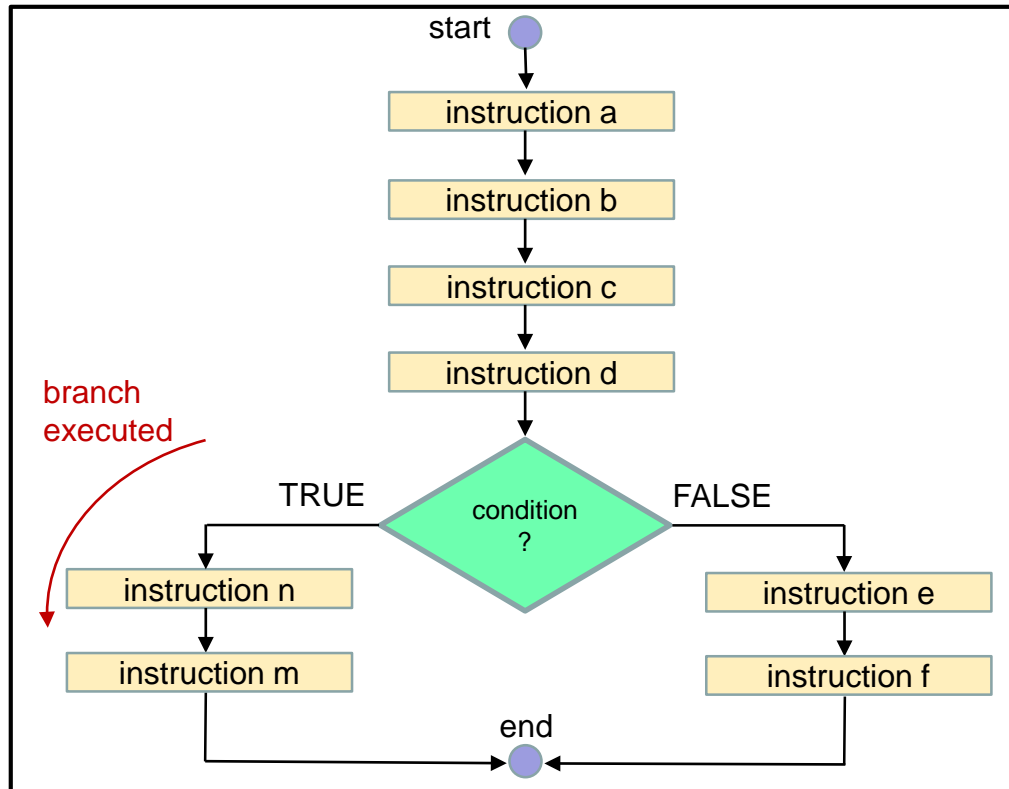 start
instruction a
instruction b
instruction c
instruction d
branch
executed
TRUE
condition
?
FALSE
instruction n
instruction m
instruction e
instruction f
end